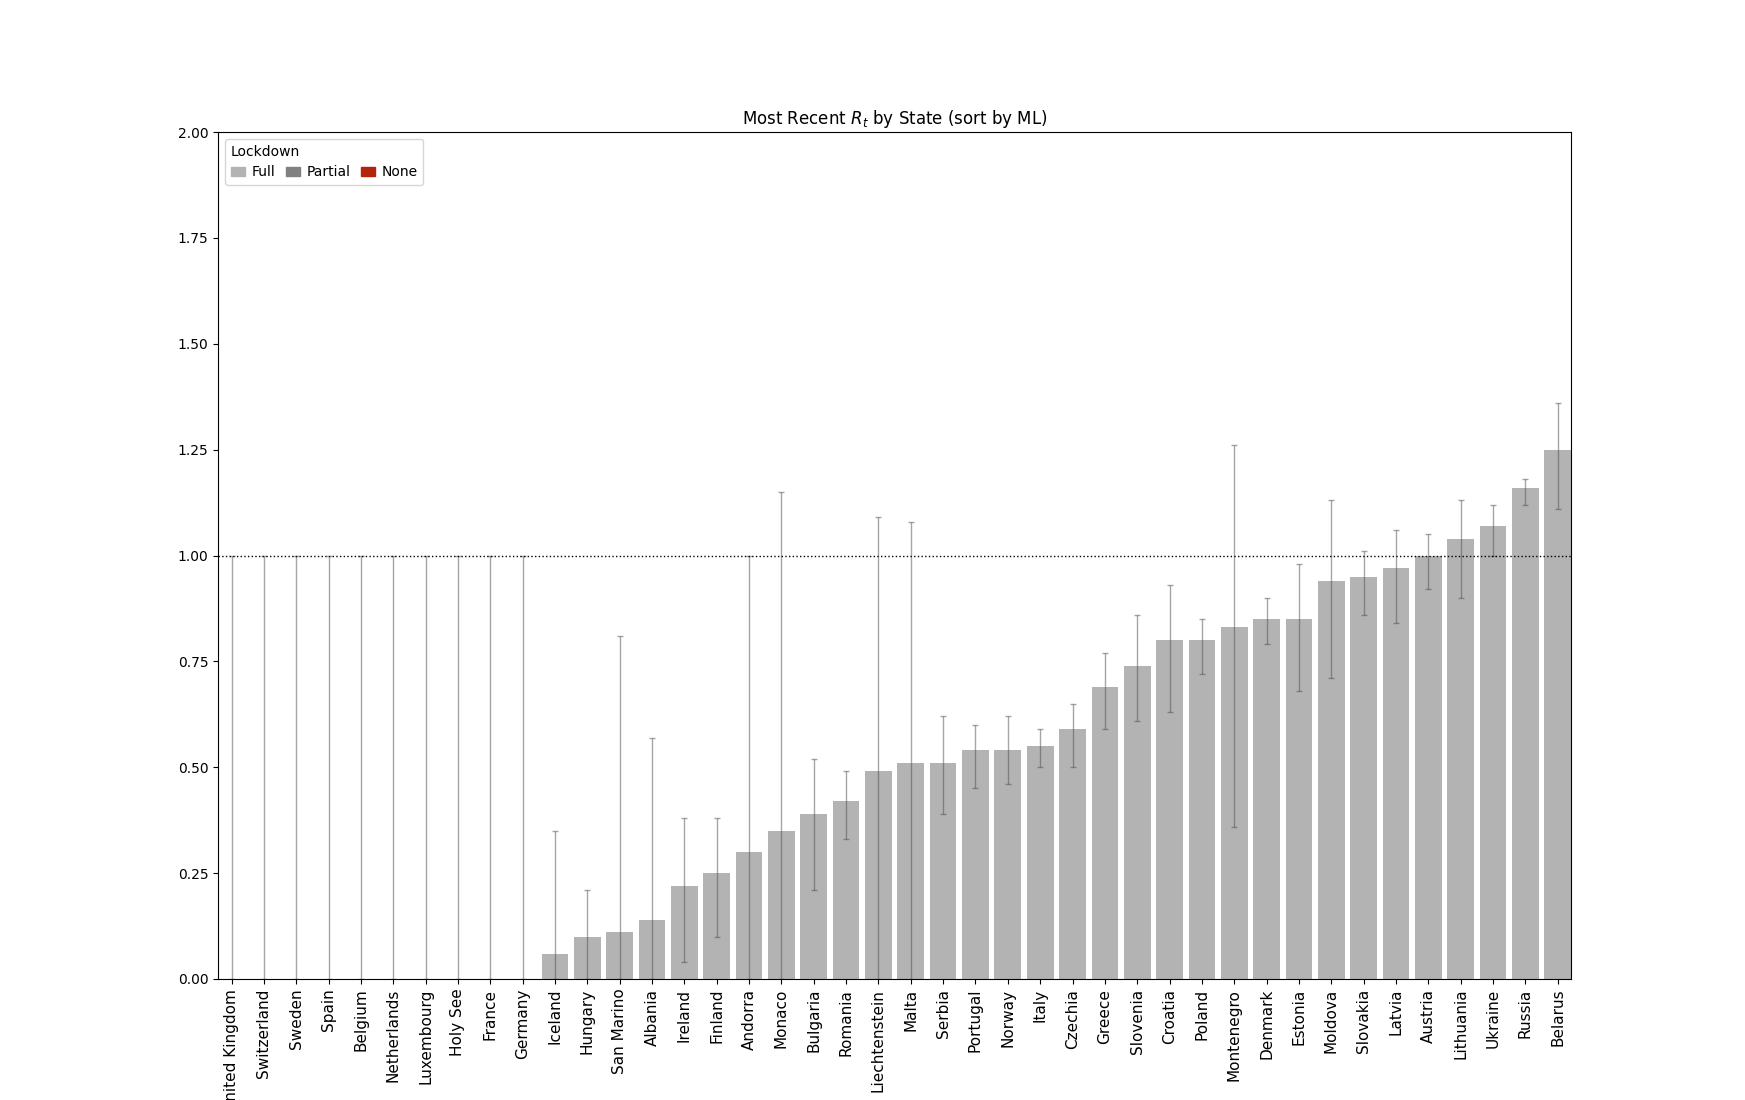 Most Recent Rt by State (sort by ML)
2.00
Lockdown
Full Partial None
1.75
1.50
1.25
1.00
0.75
0.50
0.25
0.00
nited Kingdom
Switzerland
Sweden
Spain
Belgium
Netherlands
Luxembourg
Holy See
France
Germany
Iceland
Hungary
San Marino
Albania
Ireland
Finland
Andorra
Monaco
Bulgaria
Romania
Liechtenstein
Malta
Serbia
Portugal
Norway
Italy
Czechia
Greece
Slovenia
Croatia
Poland
Montenegro
Denmark
Estonia
Moldova
Slovakia
Latvia
Austria
Lithuania
Ukraine
Russia
Belarus